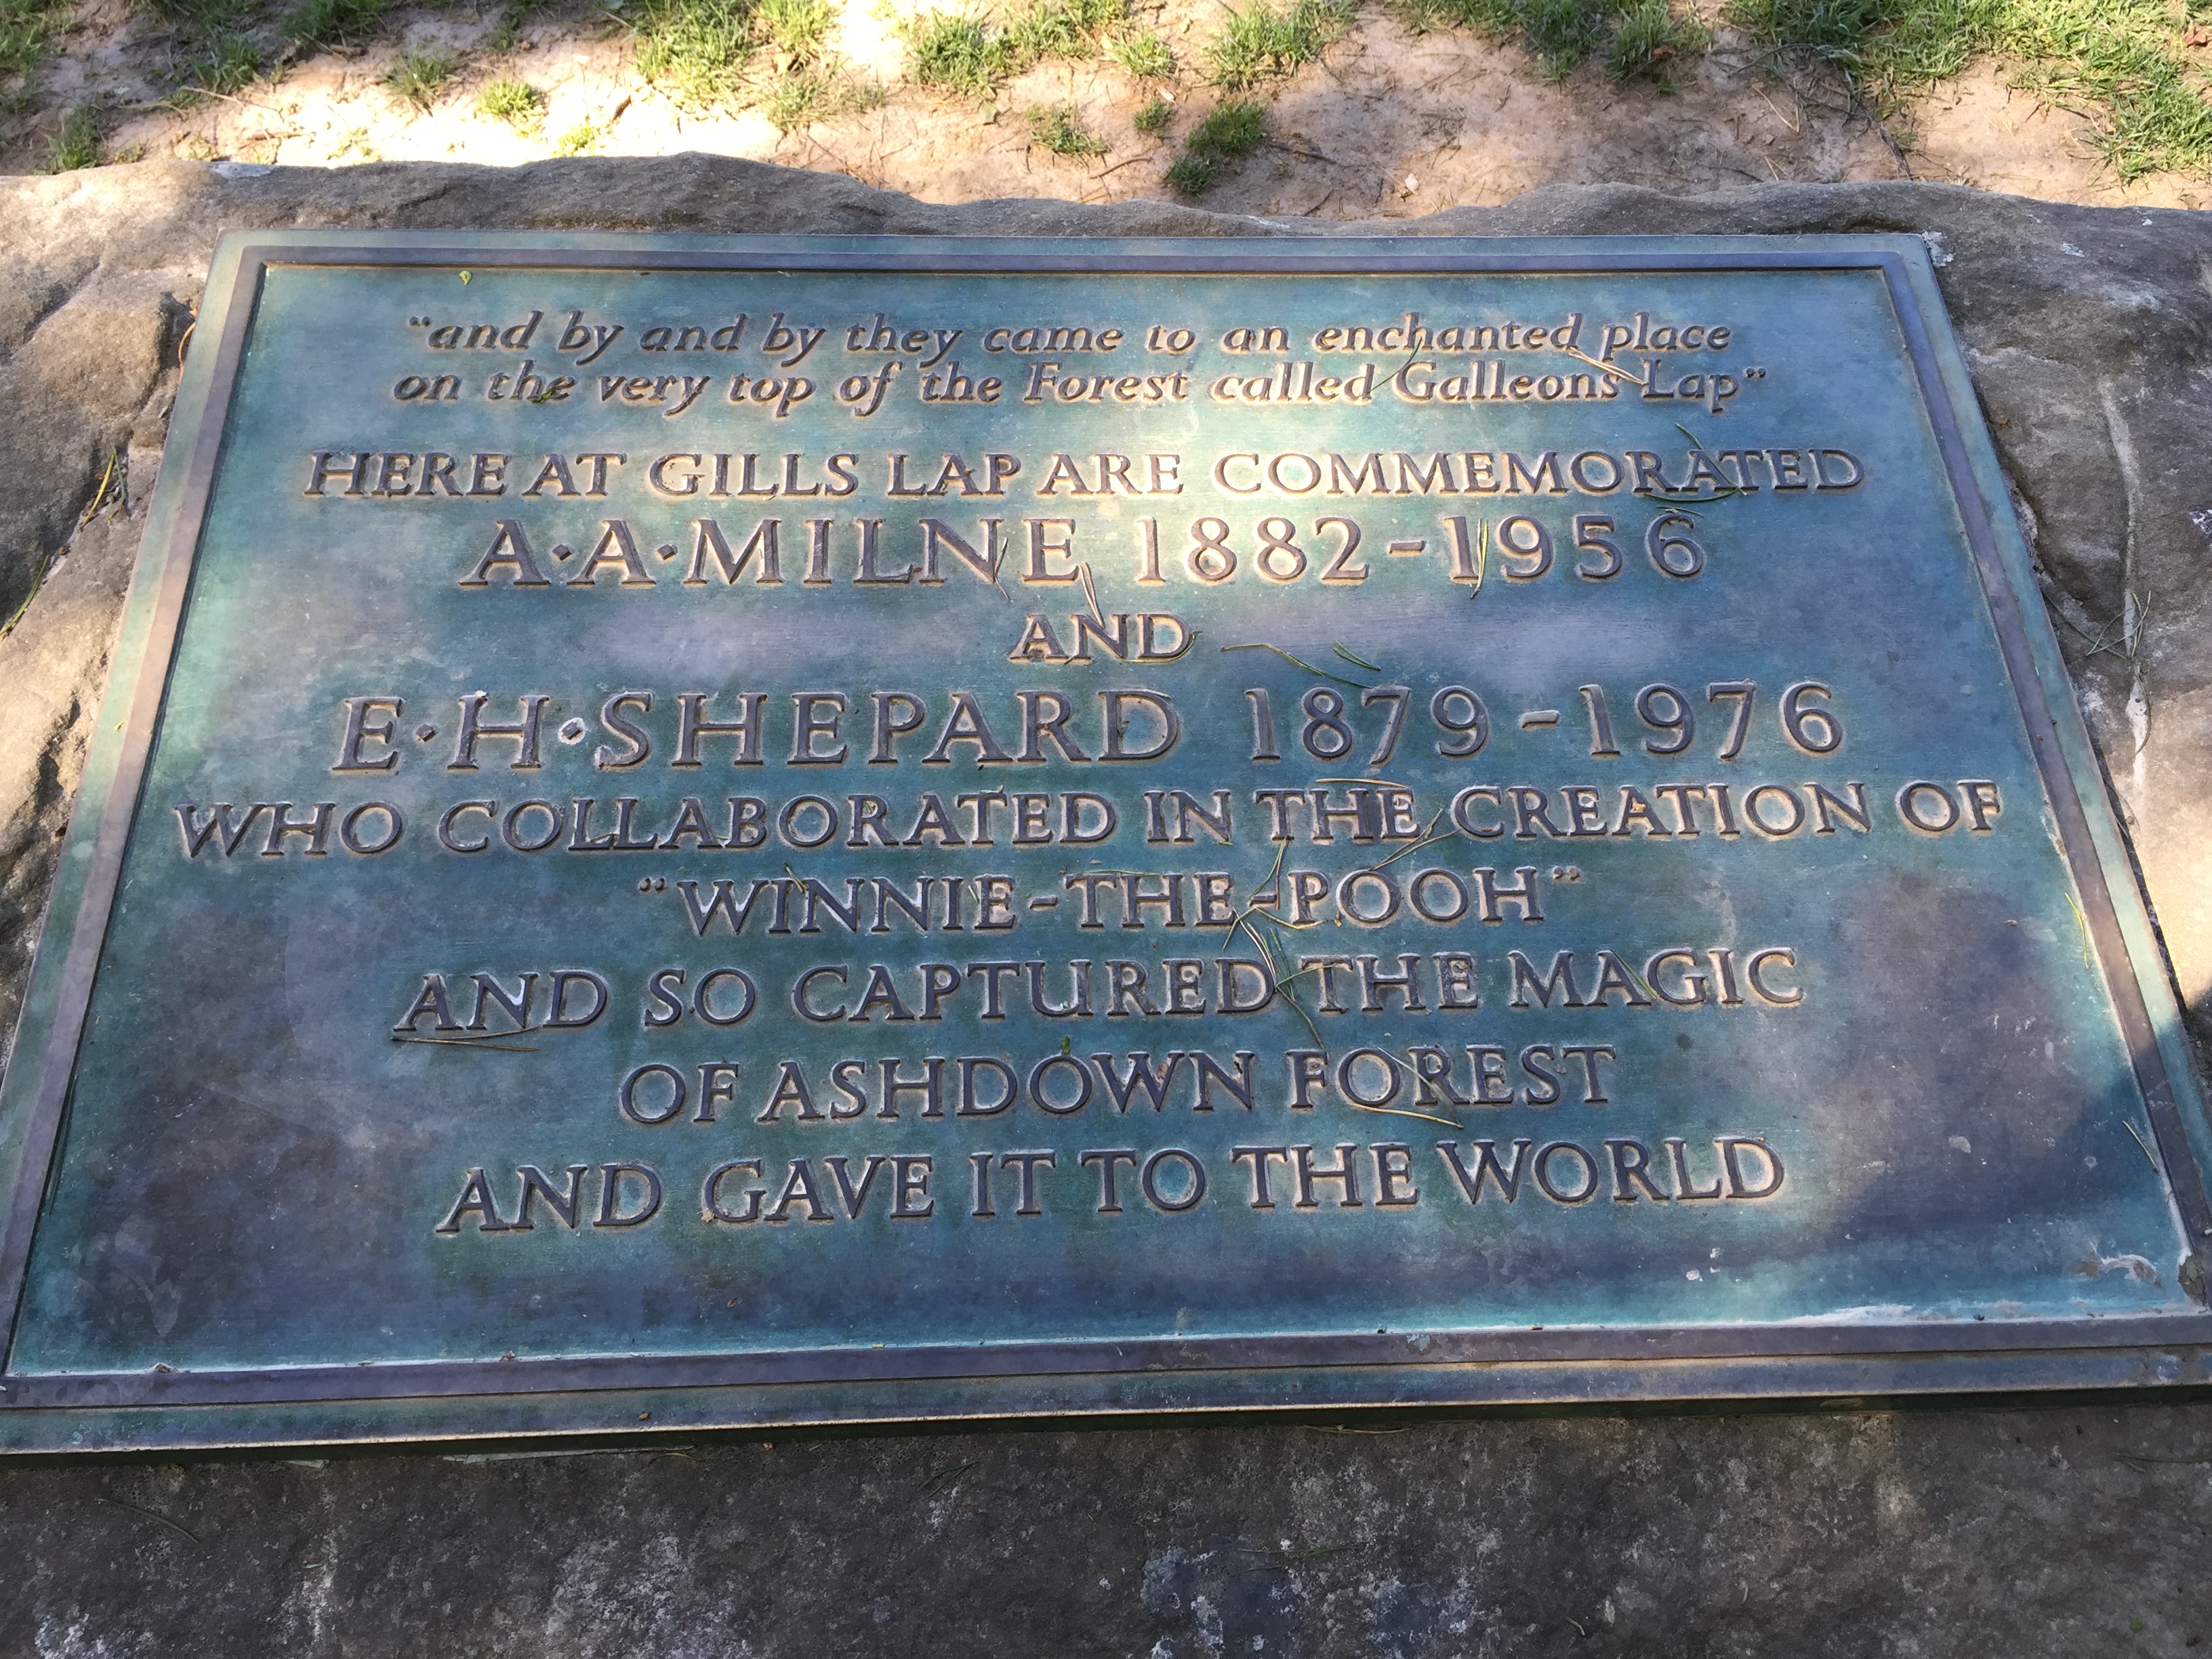 “and by and by they came to an enchanted place
on the very top of the Forest called Galleons Lap”
HERE AT GILLS LAP ARE COMMEMORATED
A·A·MILNE 1882-1956
AND
E·H·SHEPARD 1879-1976
WHO COLLABORATED IN THE CREATION OF
“WINNIE-THE-POOH”
AND SO CAPTURED THE MAGIC
OF ASHDOWN FOREST
AND GAVE IT TO THE WORLD